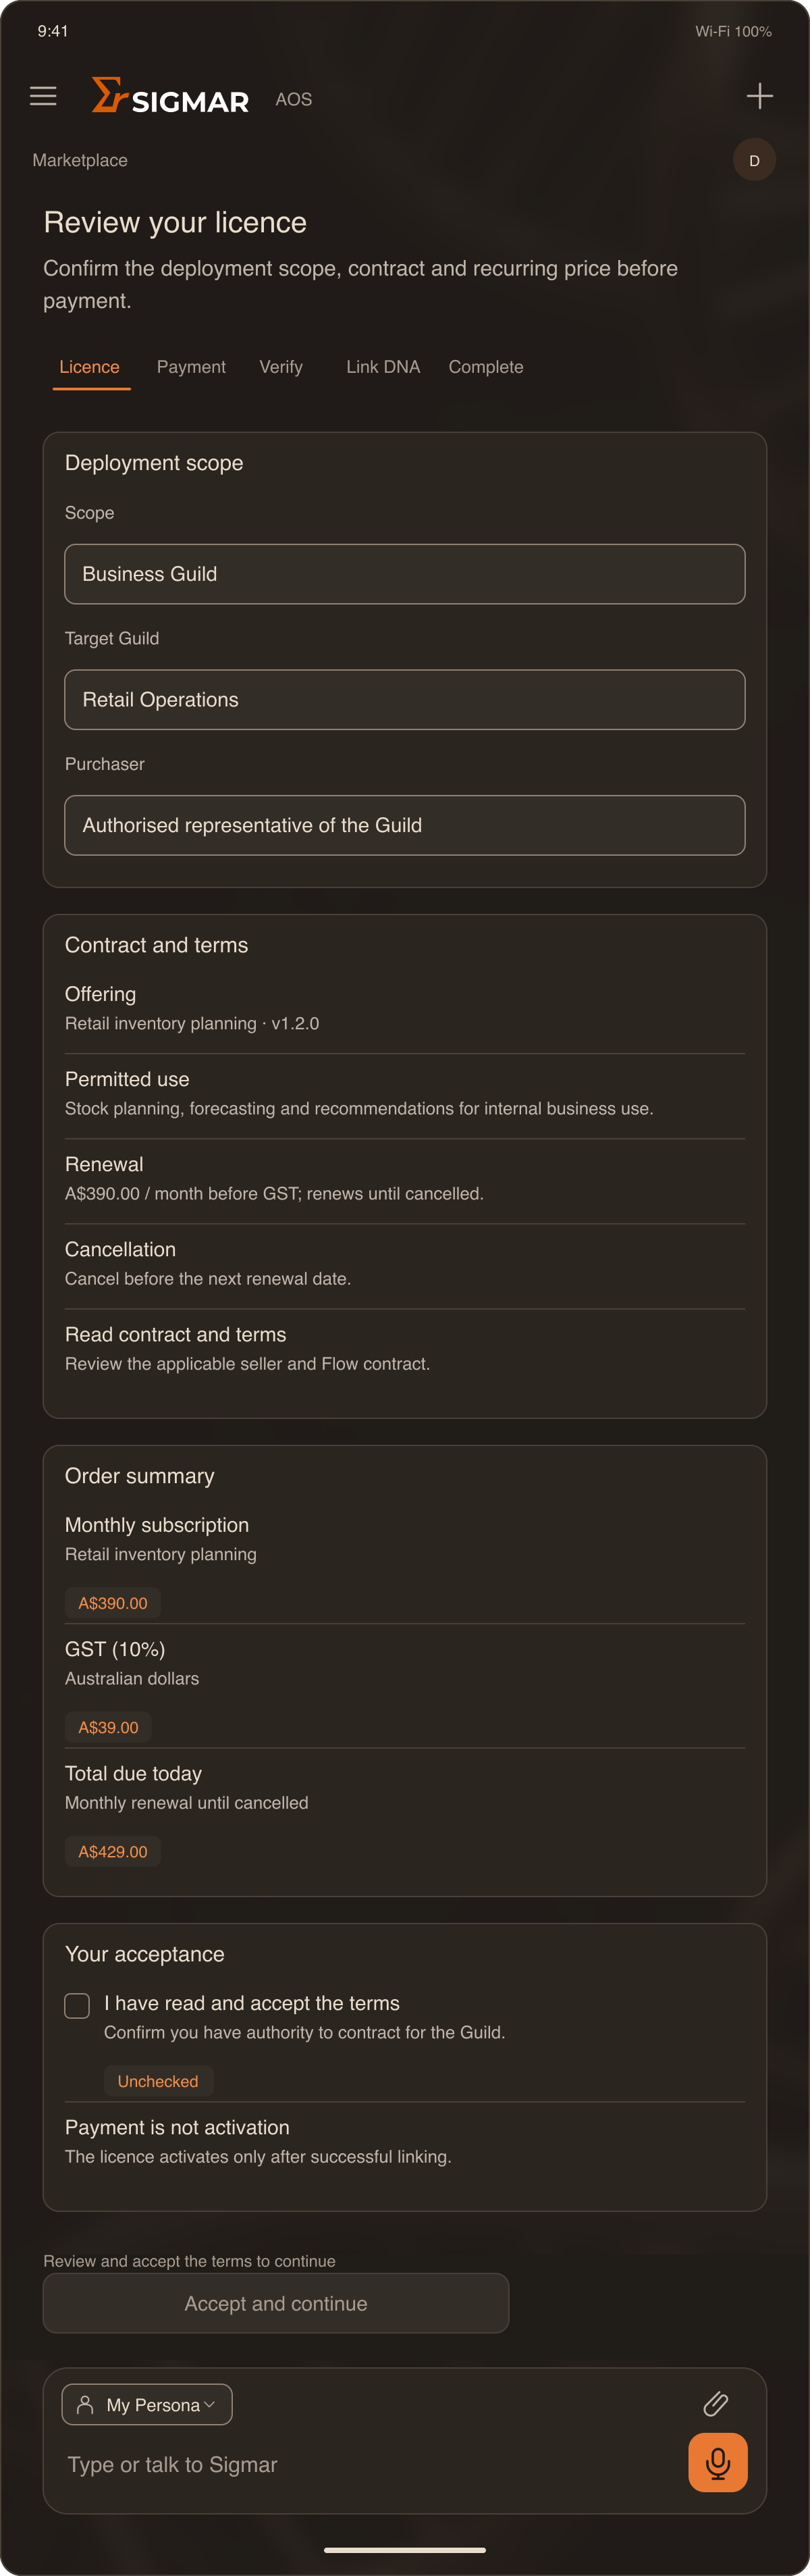 9:41
Wi-Fi 100%
Σr SIGMAR AOS
Marketplace
D
Review your licence
Confirm the deployment scope, contract and recurring price before
payment.
Licence Payment Verify Link DNA Complete
Deployment scope
Scope
Business Guild
Target Guild
Retail Operations
Purchaser
Authorised representative of the Guild
Contract and terms
Offering
Retail inventory planning · v1.2.0
Permitted use
Stock planning, forecasting and recommendations for internal business use.
Renewal
A$390.00 / month before GST; renews until cancelled.
Cancellation
Cancel before the next renewal date.
Read contract and terms
Review the applicable seller and Flow contract.
Order summary
Monthly subscription
Retail inventory planning
A$390.00
GST (10%)
Australian dollars
A$39.00
Total due today
Monthly renewal until cancelled
A$429.00
Your acceptance
I have read and accept the terms
Confirm you have authority to contract for the Guild.
Unchecked
Payment is not activation
The licence activates only after successful linking.
Review and accept the terms to continue
Accept and continue
My Persona
Type or talk to Sigmar